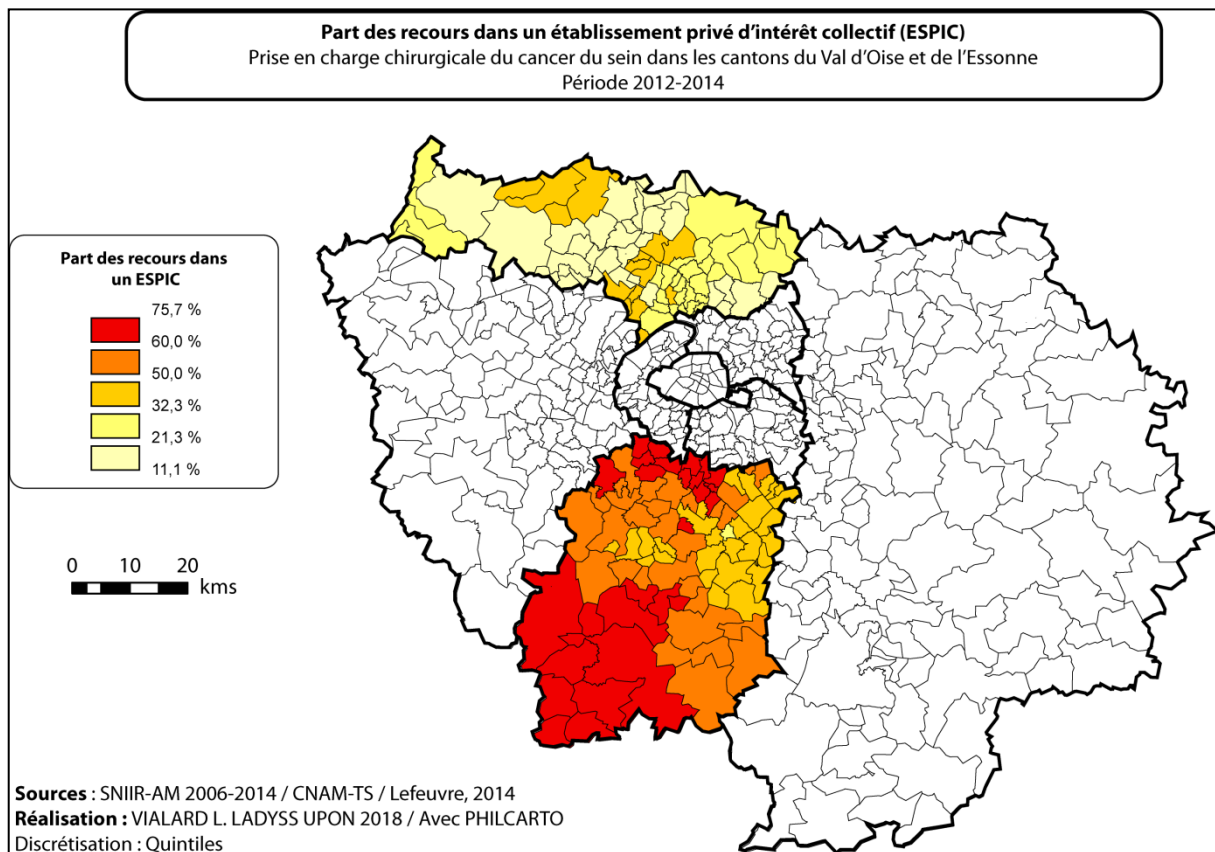 Part des recours dans un établissement privé d’intérêt collectif (ESPIC)
Prise en charge chirurgicale du cancer du sein dans les cantons du Val d’Oise et de l’Essonne
Période 2012-2014
Part des recours dans
un ESPIC
75,7 %
60,0 %
50,0 %
32,3 %
21,3 %
11,1 %
0 10 20
kms
Sources : SNIIR-AM 2006-2014 / CNAM-TS / Lefeuvre, 2014
Réalisation : VIALARD L. LADYSS UPON 2018 / Avec PHILCARTO
Discrétisation : Quintiles